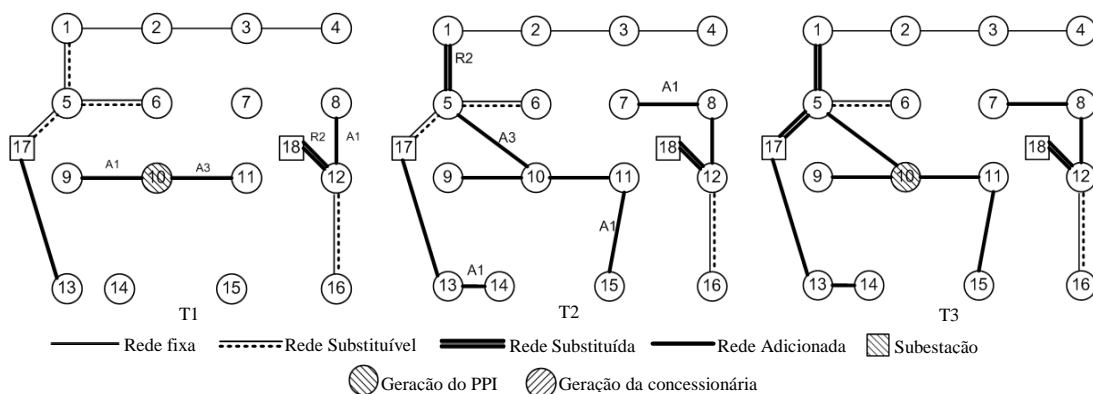 1 2 3 4 1 2 3 4 1 2 3 4
R2
5 6 7 8 5 6 7 A1 8 5 6 7 8
17 18 R2 A1 17 A3 18 17 18
9 A1 10 A3 11 12 9 10 11 12 9 10 11 12
A1
13 14 15 16 13 A1 14 15 16 13 14 15 16
T1 T2 T3
Rede fixa Rede Substituível Rede Substituída Rede Adicionada Subestação
Geração do PPI Geração da concessionária